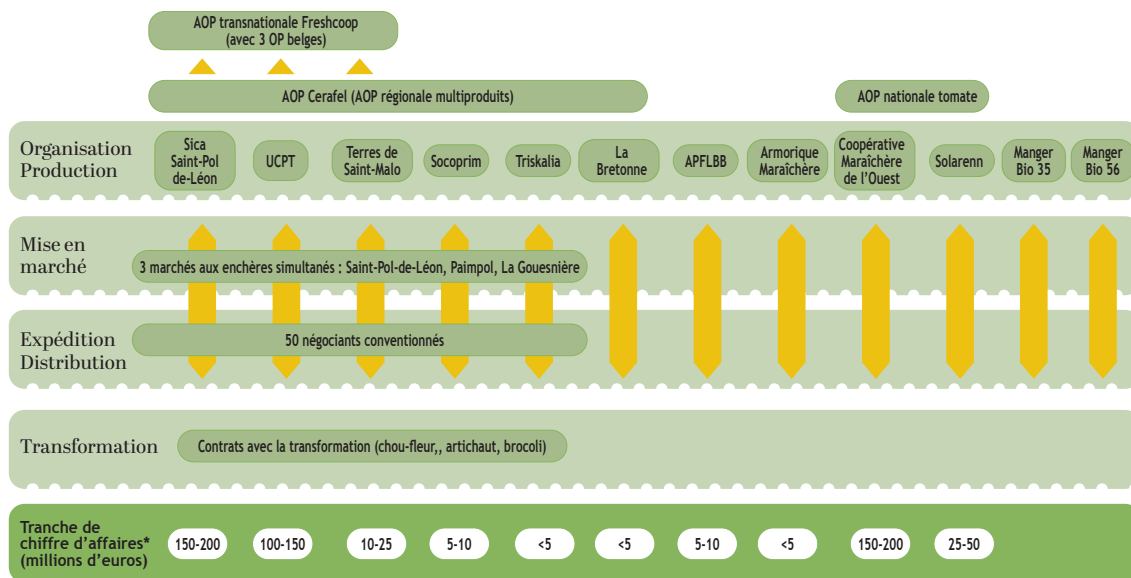 AOP transnationale Freshcoop
(avec 3 OP belges)
AOP Cerafel (AOP régionale multiproduits)
AOP nationale tomate
Organisation
Production
Sica
Saint-Pol
de-Léon
UCPT
Terres de
Saint-Malo
Socoprim
Triskalia
La
Bretonne
APFLBB
Armorique
Maraîchère
Coopérative
Maraîchère
de l'Ouest
Solarenn
Manger
Bio 35
Manger
Bio 56
Mise en
marché
3 marchés aux enchères simultanés : Saint-Pol-de-Léon, Paimpol, La Gouesnière
Expédition
Distribution
50 négociants conventionnés
Transformation
Contrats avec la transformation (chou-fleur,, artichaut, brocoli)
Tranche de
chiffre d'affaires*
(millions d'euros)
150-200
100-150
10-25
5-10
<5
<5
5-10
<5
150-200
25-50